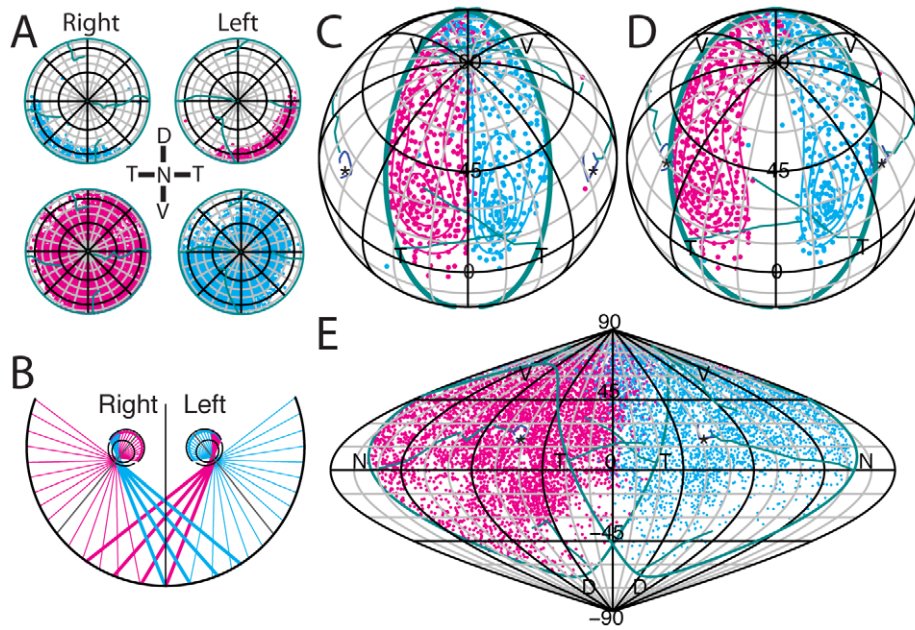 A
Right Left
D
T N T
V
B
Right Left
C
V V
90
45
T T
0
*
*
D
V V
90
45
T T
0
*
*
E
90
V V
45
N T 0 T N
*
*
-45
D D
-90